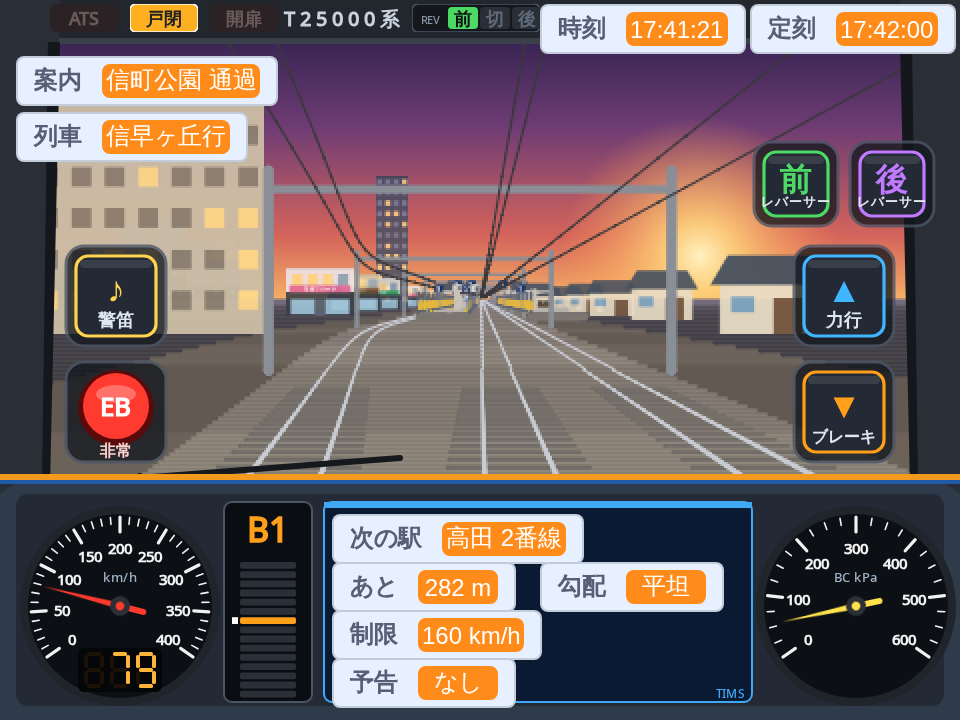 ATS 戸閉 開扉 T25000系 REV 前 切 後
時刻 17:41:21 定刻 17:42:00
案内 信町公園 通過
列車 信早ヶ丘行
前 レバーサー
後 レバーサー
♪ 警笛
▲ 力行
EB 非常
▼ ブレーキ
0 50 100 150 200 250 300 350 400 km/h
79
B1
次の駅 高田 2番線
あと 282 m 勾配 平坦
制限 160 km/h
予告 なし
TIMS
0 100 200 300 400 500 600 BC kPa